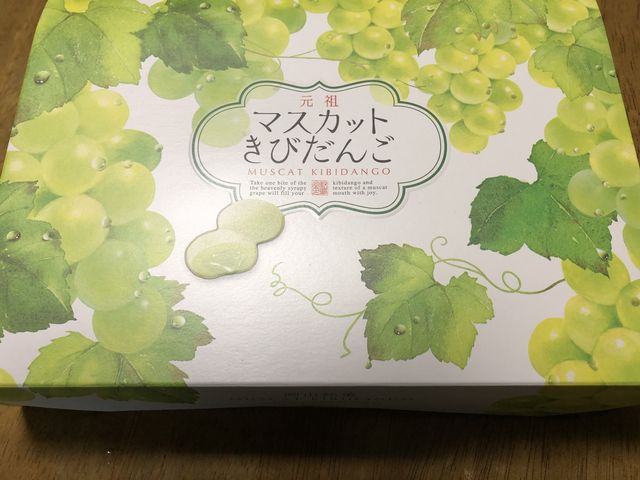 元祖
マスカット
きびだんご
MUSCAT KIBIDANGO
Take one bite of the kibidango and
the heavenly syrupy texture of a muscat
grape will fill your mouth with joy.